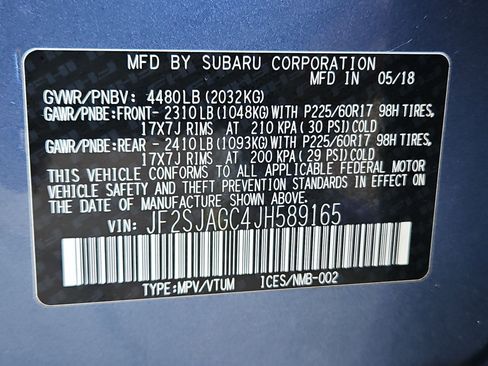 MFD BY SUBARU CORPORATION
MFD IN 05/18
GVWR/PNBV: 4480LB(2032KG)
GAWR/PNBE:FRONT- 2310LB(1048KG)WITH P225/60R17 98H TIRES,
17X7J RIMS AT 210 KPA (30 PSI)COLD
GAWR/PNBE:REAR - 2410LB(1093KG)WITH P225/60R17 98H TIRES,
17X7J RIMS AT 200 KPA (29 PSI)COLD
THIS VEHICLE CONFORMS TO ALL APPLICABLE FEDERAL MOTOR
VEHICLE SAFETY AND THEFT PREVENTION STANDARDS IN EFFECT
ON THE DATE OF MANUFACTURE SHOWN ABOVE.
VIN: JF2SJAGC4JH589165
TYPE:MPV/VTUM ICES/NMB-002